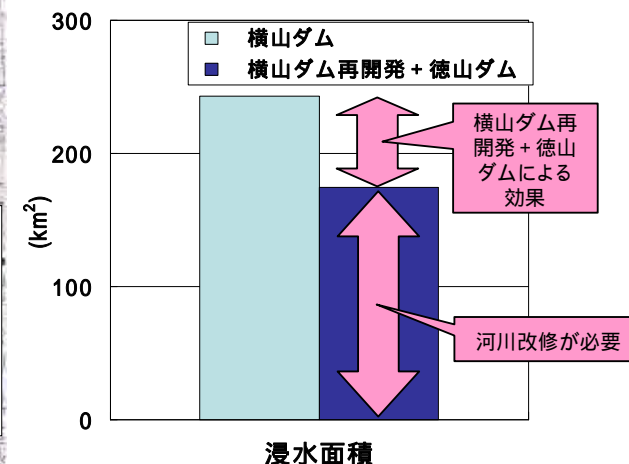 300
200
100
0
(km²)
横山ダム
横山ダム再開発 + 徳山ダム
横山ダム再
開発 + 徳山
ダムによる
効果
河川改修が必要
浸水面積